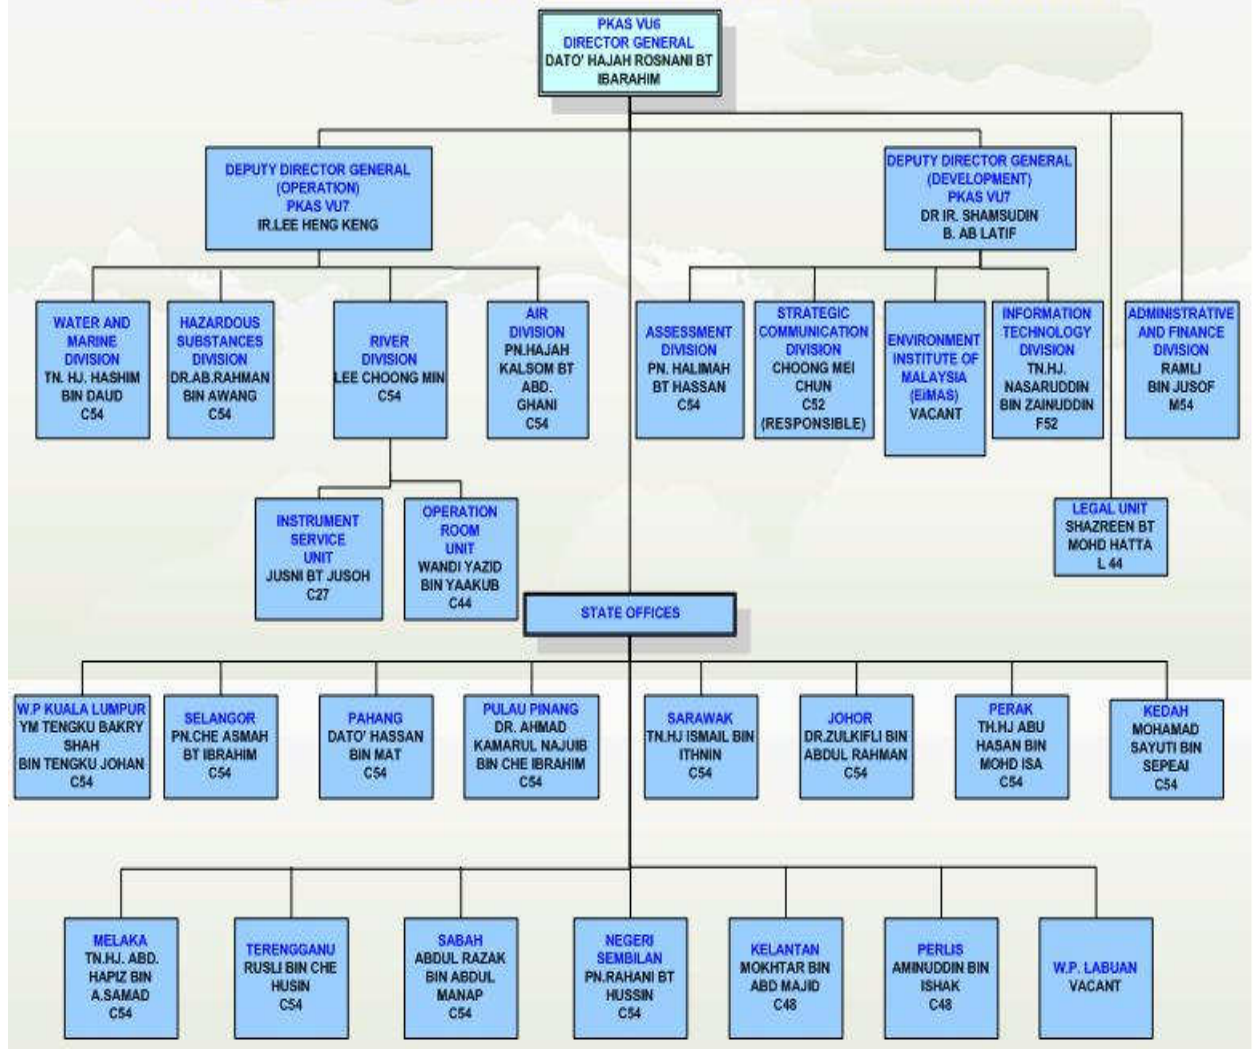 PKAS VU6
DIRECTOR GENERAL
DATO' HAJAH ROSNANI BT
IBARAHIM
DEPUTY DIRECTOR GENERAL
(OPERATION)
PKAS VU7
IR.LEE HENG KENG
DEPUTY DIRECTOR GENERAL
(DEVELOPMENT)
PKAS VU7
DR IR. SHAMSUDIN
B. AB LATIF
WATER AND
MARINE
DIVISION
TN. HJ. HASHIM
BIN DAUD
C54
HAZARDOUS
SUBSTANCES
DIVISION
DR.AB.RAHMAN
BIN AWANG
C54
RIVER
DIVISION
LEE CHOONG MIN
C54
AIR
DIVISION
PN.HAJAH
KALSOM BT
ABD.
GHANI
C54
ASSESSMENT
DIVISION
PN. HALIMAH
BT HASSAN
C54
STRATEGIC
COMMUNICATION
DIVISION
CHOONG MEI
CHUN
C52
(RESPONSIBLE)
ENVIRONMENT
INSTITUTE OF
MALAYSIA
(EiMAS)
VACANT
INFORMATION
TECHNOLOGY
DIVISION
TN.HJ.
NASARUDDIN
BIN ZAINUDDIN
F52
ADMINISTRATIVE
AND FINANCE
DIVISION
RAMLI
BIN JUSOF
M54
INSTRUMENT
SERVICE
UNIT
JUSNI BT JUSOH
C27
OPERATION
ROOM
UNIT
WANDI YAZID
BIN YAAKUB
C44
LEGAL UNIT
SHAZREEN BT
MOHD HATTA
L 44
STATE OFFICES
W.P KUALA LUMPUR
YM TENGKU BAKRY
SHAH
BIN TENGKU JOHAN
C54
SELANGOR
PN.CHE ASMAH
BT IBRAHIM
C54
PAHANG
DATO' HASSAN
BIN MAT
C54
PULAU PINANG
DR. AHMAD
KAMARUL NAJUIB
BIN CHE IBRAHIM
C54
SARAWAK
TN.HJ ISMAIL BIN
ITHNIN
C54
JOHOR
DR.ZULKIFLI BIN
ABDUL RAHMAN
C54
PERAK
TH.HJ ABU
HASAN BIN
MOHD ISA
C54
KEDAH
MOHAMAD
SAYUTI BIN
SEPEAI
C54
MELAKA
TN.HJ. ABD.
HAPIZ BIN
A.SAMAD
C54
TERENGGANU
RUSLI BIN CHE
HUSIN
C54
SABAH
ABDUL RAZAK
BIN ABDUL
MANAP
C54
NEGERI
SEMBILAN
PN.RAHANI BT
HUSSIN
C54
KELANTAN
MOKHTAR BIN
ABD MAJID
C48
PERLIS
AMINUDDIN BIN
ISHAK
C48
W.P. LABUAN
VACANT